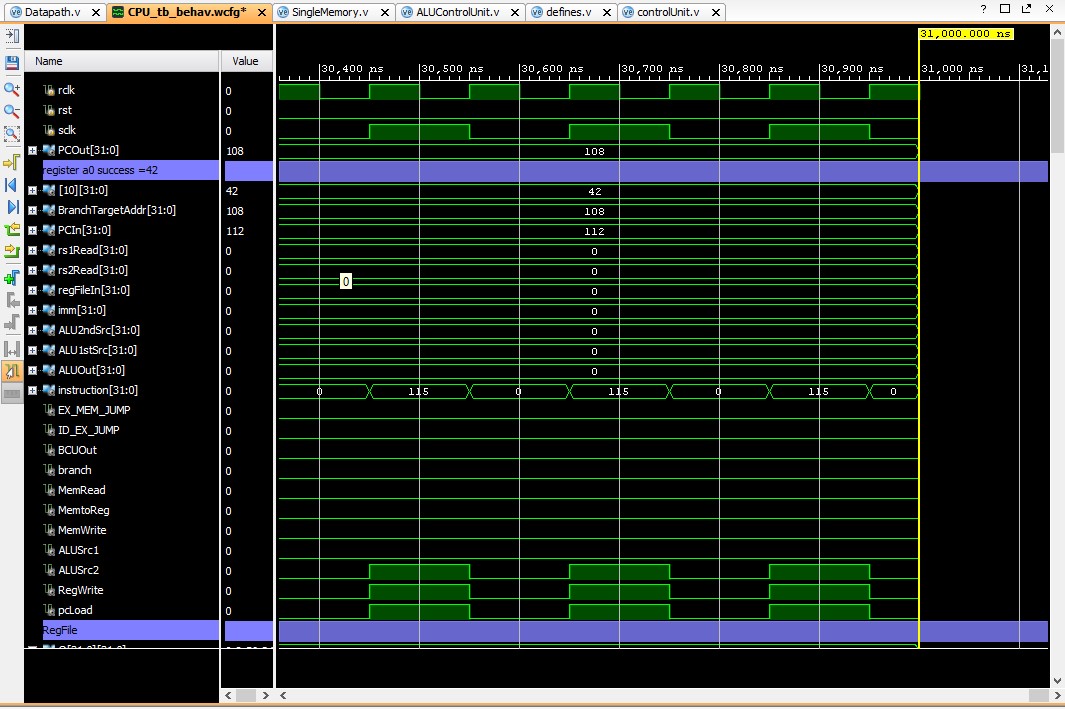 Datapath.v CPU_tb_behav.wcfg* SingleMemory.v ALUControlUnit.v defines.v controlUnit.v
31,000.000 ns
Name Value
30,400 ns 30,500 ns 30,600 ns 30,700 ns 30,800 ns 30,900 ns 31,000 ns 31,1
rclk 0
rst 0
sclk 0
PCOut[31:0] 108 108
register a0 success =42
[10][31:0] 42 42
BranchTargetAddr[31:0] 108 108
PCIn[31:0] 112 112
rs1Read[31:0] 0 0
rs2Read[31:0] 0 0
0
regFileIn[31:0] 0 0
imm[31:0] 0 0
ALU2ndSrc[31:0] 0 0
ALU1stSrc[31:0] 0 0
ALUOut[31:0] 0 0
instruction[31:0] 0 0 115 0 115 0 115 0
EX_MEM_JUMP 0
ID_EX_JUMP 0
BCUOut 0
branch 0
MemRead 0
MemtoReg 0
MemWrite 0
ALUSrc1 0
ALUSrc2 0
RegWrite 0
pcLoad 0
RegFile